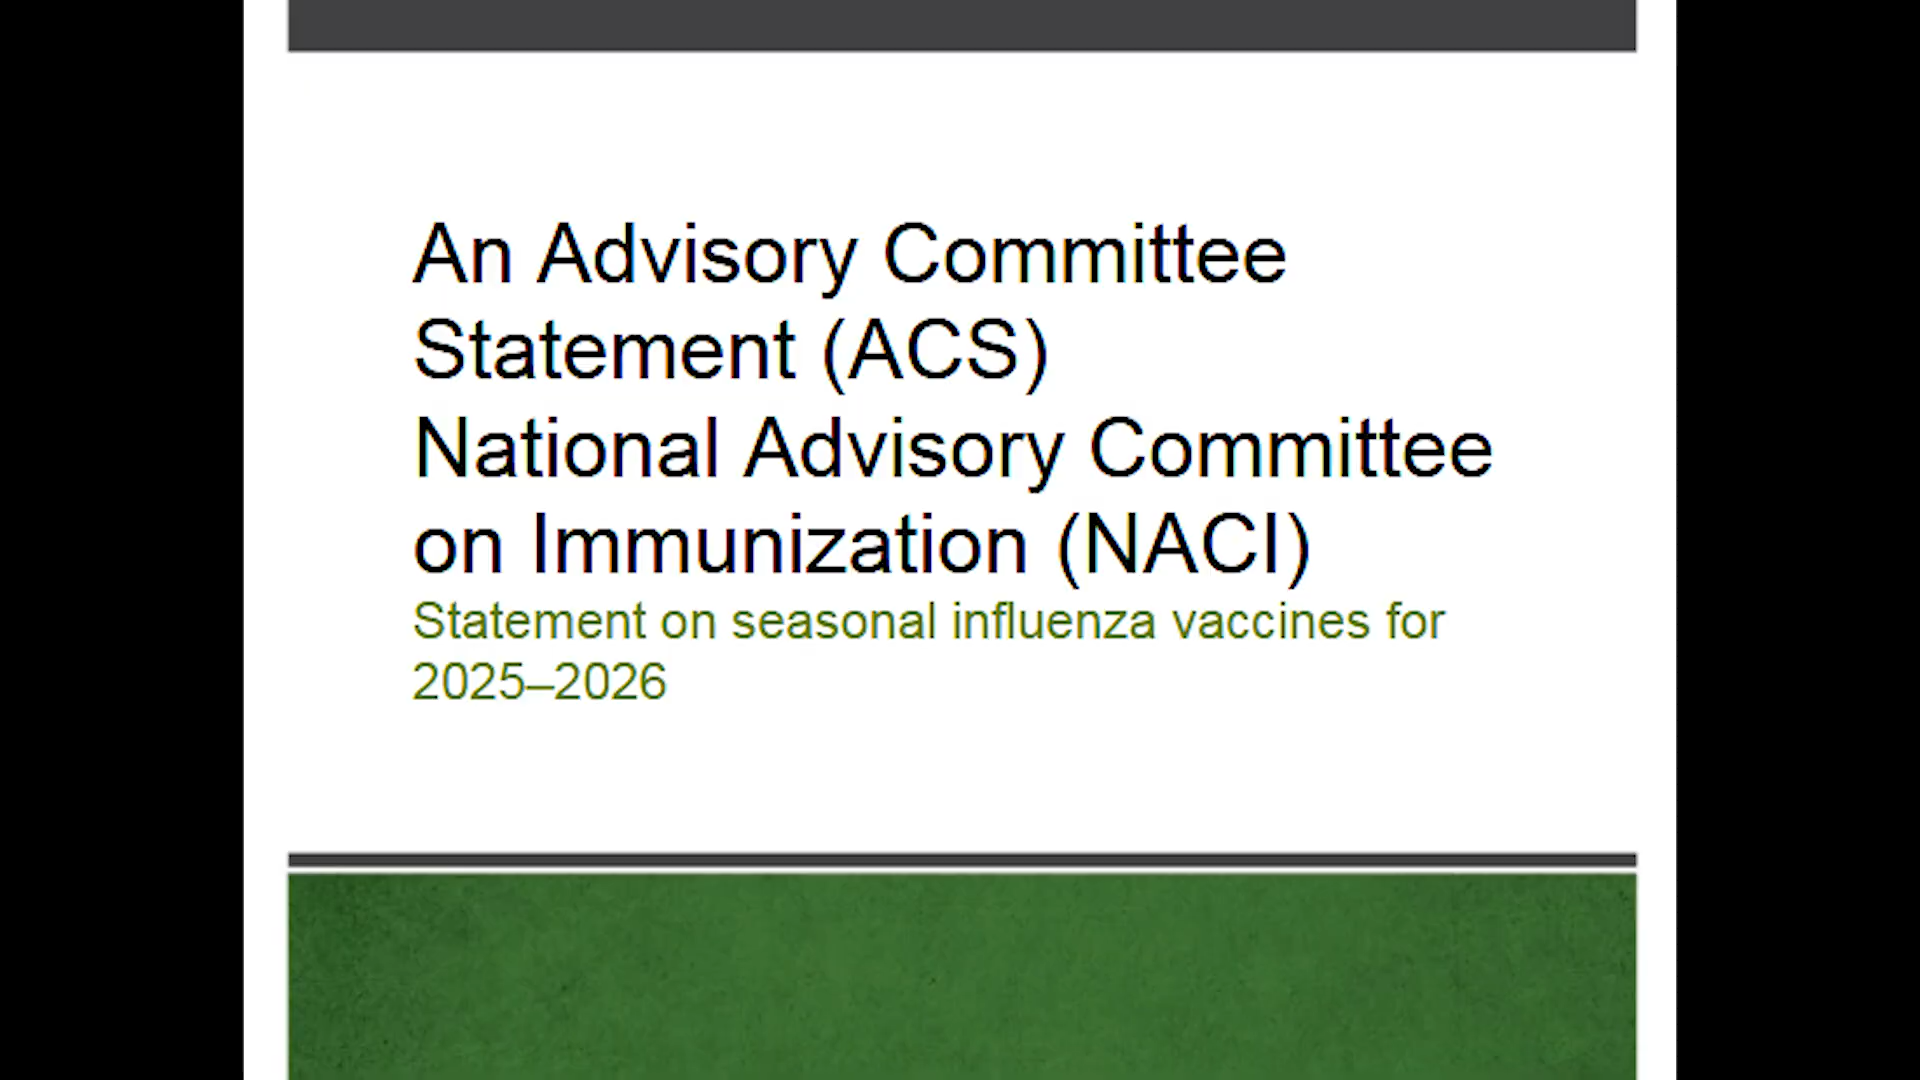 An Advisory Committee
Statement (ACS)
National Advisory Committee
on Immunization (NACI)
Statement on seasonal influenza vaccines for
2025–2026